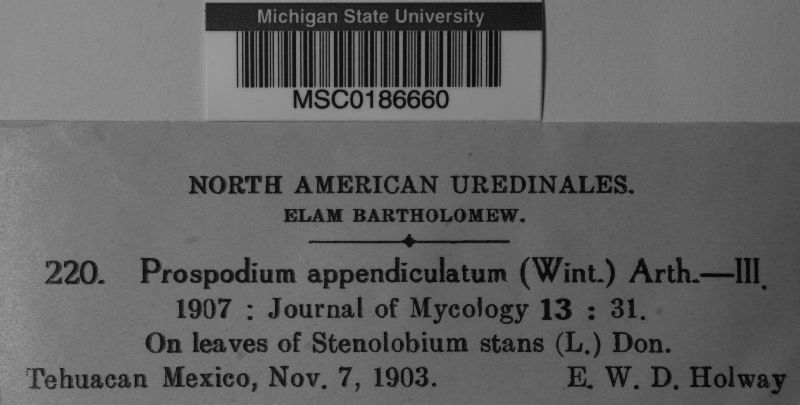 Michigan State University
MSC0186660
NORTH AMERICAN UREDINALES.
ELAM BARTHOLOMEW.
220. Prospodium appendiculatum (Wint.) Arth.—III.
1907 : Journal of Mycology 13 : 31.
On leaves of Stenolobium stans (L.) Don.
Tehuacan Mexico, Nov. 7, 1903. E. W. D. Holway